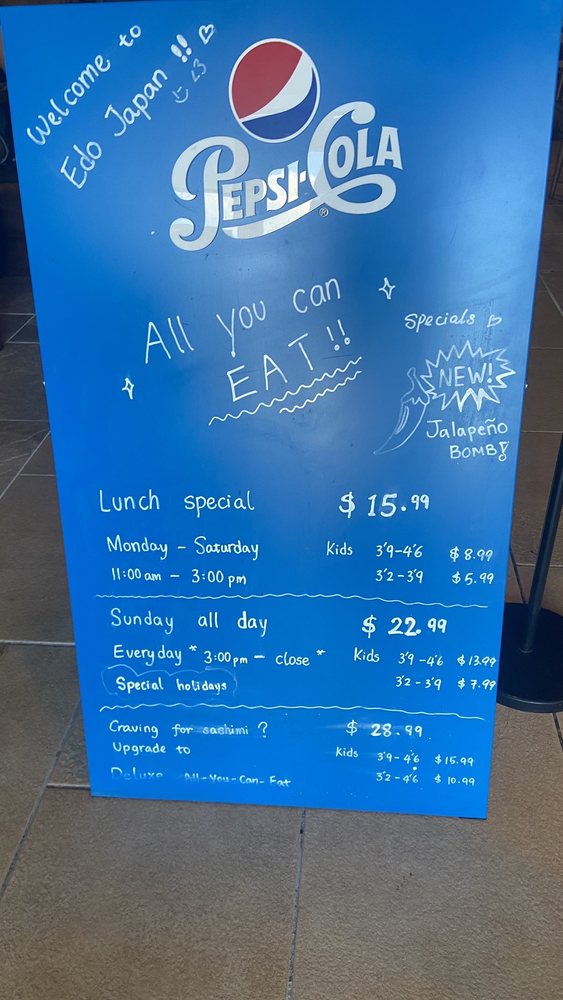 Welcome to
Edo Japan !!
PEPSI-COLA
®
All you can
EAT!!
Specials
NEW!
Jalapeño
BOMB!
Lunch special $15.99
Monday - Saturday Kids 3'9-4'6 $8.99
11:00 am - 3:00 pm 3'2-3'9 $5.99
Sunday all day $22.99
Everyday * 3:00pm - close * Kids 3'9-4'6 $13.99
Special holidays 3'2-3'9 $7.99
Craving for sashimi? $28.99
Upgrade to Kids 3'9-4'6 $15.99
Deluxe All-You-Can-Eat 3'2-4'6 $10.99